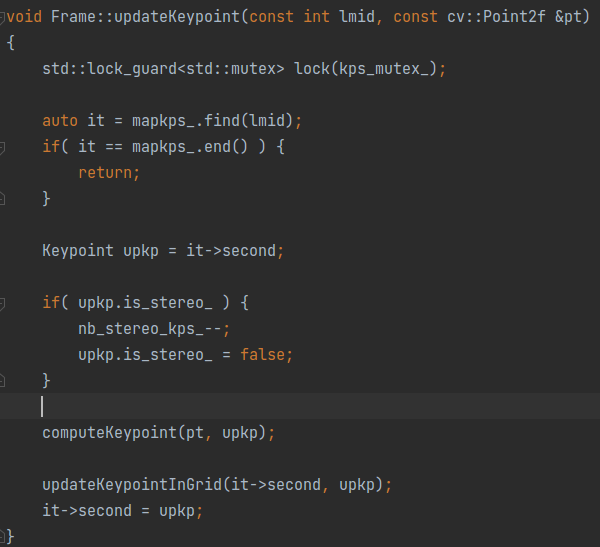 void Frame::updateKeypoint(const int lmid, const cv::Point2f &pt)
{
    std::lock_guard<std::mutex> lock(kps_mutex_);

    auto it = mapkps_.find(lmid);
    if( it == mapkps_.end() ) {
        return;
    }

    Keypoint upkp = it->second;

    if( upkp.is_stereo_ ) {
        nb_stereo_kps_--;
        upkp.is_stereo_ = false;
    }

    computeKeypoint(pt, upkp);

    updateKeypointInGrid(it->second, upkp);
    it->second = upkp;
}